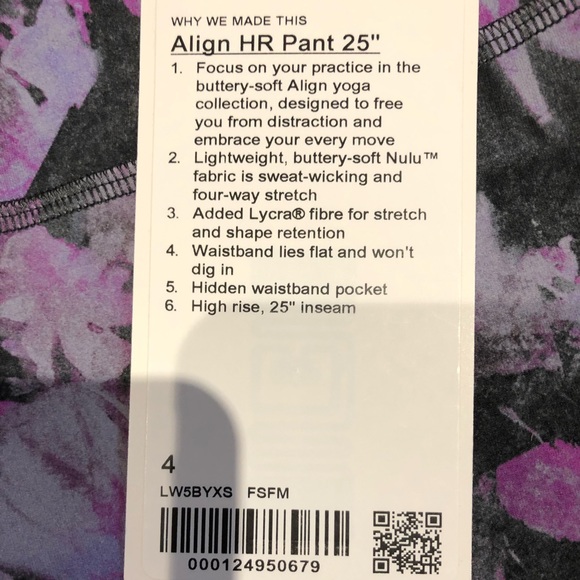 WHY WE MADE THIS
Align HR Pant 25"
1. Focus on your practice in the
buttery-soft Align yoga
collection, designed to free
you from distraction and
embrace your every move
2. Lightweight, buttery-soft Nulu™
fabric is sweat-wicking and
four-way stretch
3. Added Lycra® fibre for stretch
and shape retention
4. Waistband lies flat and won't
dig in
5. Hidden waistband pocket
6. High rise, 25" inseam
4
LW5BYXS FSFM
000124950679